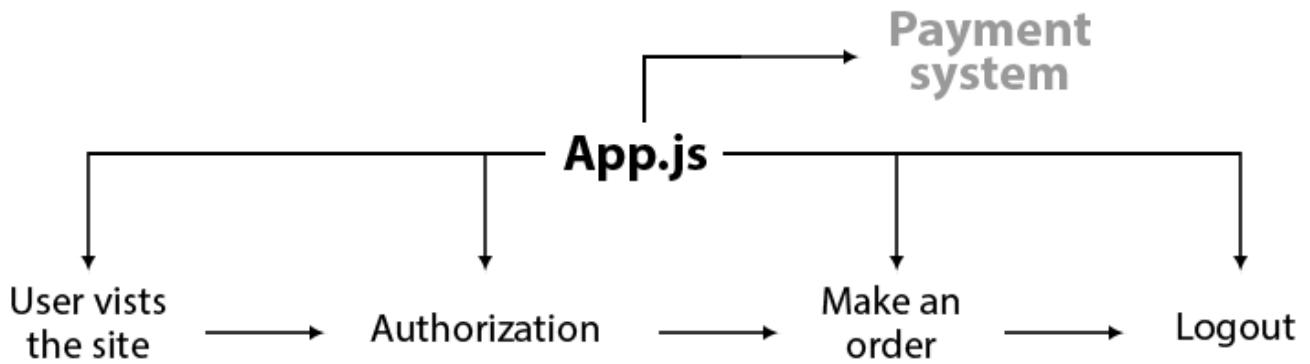 Payment
system
App.js
User vists
the site
Authorization
Make an
order
Logout